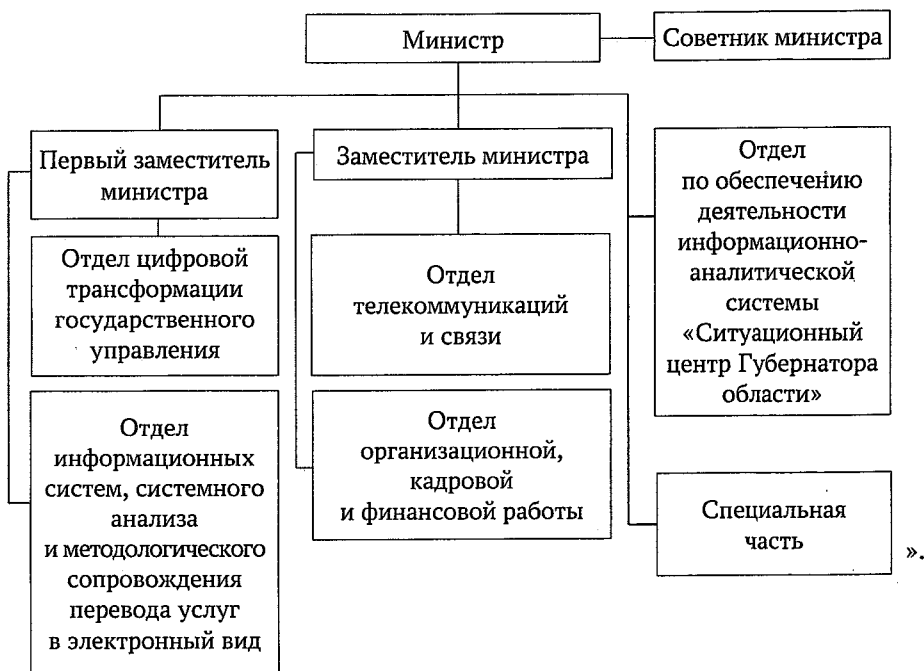 Министр
Советник министра
Первый заместитель
министра
Заместитель министра
Отдел
по обеспечению
деятельности
информационно-
аналитической
системы
«Ситуационный
центр Губернатора
области»
Отдел цифровой
трансформации
государственного
управления
Отдел
телекоммуникаций
и связи
Отдел
информационных
систем, системного
анализа
и методологического
сопровождения
перевода услуг
в электронный вид
Отдел
организационной,
кадровой
и финансовой работы
Специальная
часть
».